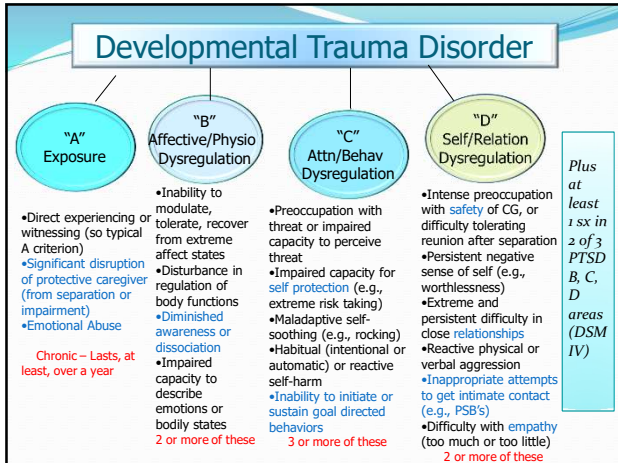 Developmental Trauma Disorder
“A”
Exposure
•Direct experiencing or
witnessing (so typical
A criterion)
•Significant disruption
of protective caregiver
(from separation or
impairment)
•Emotional Abuse
Chronic – Lasts, at
least, over a year
“B”
Affective/Physio
Dysregulation
•Inability to
modulate,
tolerate, recover
from extreme
affect states
•Disturbance in
regulation of
body functions
•Diminished
awareness or
dissociation
•Impaired
capacity to
describe
emotions or
bodily states
2 or more of these
“C”
Attn/Behav
Dysregulation
•Preoccupation with
threat or impaired
capacity to perceive
threat
•Impaired capacity for
self protection (e.g.,
extreme risk taking)
•Maladaptive self-
soothing (e.g., rocking)
•Habitual (intentional or
automatic) or reactive
self-harm
•Inability to initiate or
sustain goal directed
behaviors
3 or more of these
“D”
Self/Relation
Dysregulation
•Intense preoccupation
with safety of CG, or
difficulty tolerating
reunion after separation
•Persistent negative
sense of self (e.g.,
worthlessness)
•Extreme and
persistent difficulty in
close relationships
•Reactive physical or
verbal aggression
•Inappropriate attempts
to get intimate contact
(e.g., PSB’s)
•Difficulty with empathy
(too much or too little)
2 or more of these
Plus
at
least
1 sx in
2 of 3
PTSD
B, C,
D
areas
(DSM
IV)